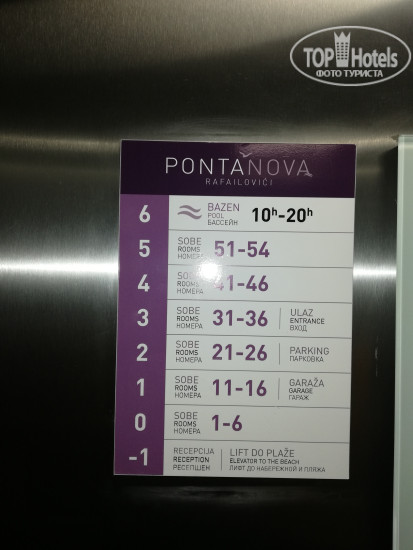 TOP Hotels
ФОТО ТУРИСТА
PONTANOVA
RAFAILOVIĆI
6 BAZEN POOL БАССЕЙН 10h-20h
5 SOBE ROOMS НОМЕРА 51-54
4 SOBE ROOMS НОМЕРА 41-46
3 SOBE ROOMS НОМЕРА 31-36 ULAZ ENTRANCE ВХОД
2 SOBE ROOMS НОМЕРА 21-26 PARKING ПАРКОВКА
1 SOBE ROOMS НОМЕРА 11-16 GARAŽA GARAGE ГАРАЖ
0 SOBE ROOMS НОМЕРА 1-6
-1 RECEPCIJA RECEPTION РЕСЕПШЕН LIFT DO PLAŽE ELEVATOR TO THE BEACH ЛИФТ ДО НАБЕРЕЖНОЙ И ПЛЯЖА